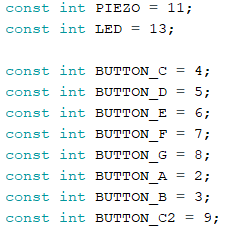 const int PIEZO = 11;
const int LED = 13;
const int BUTTON_C = 4;
const int BUTTON_D = 5;
const int BUTTON_E = 6;
const int BUTTON_F = 7;
const int BUTTON_G = 8;
const int BUTTON_A = 2;
const int BUTTON_B = 3;
const int BUTTON_C2 = 9;